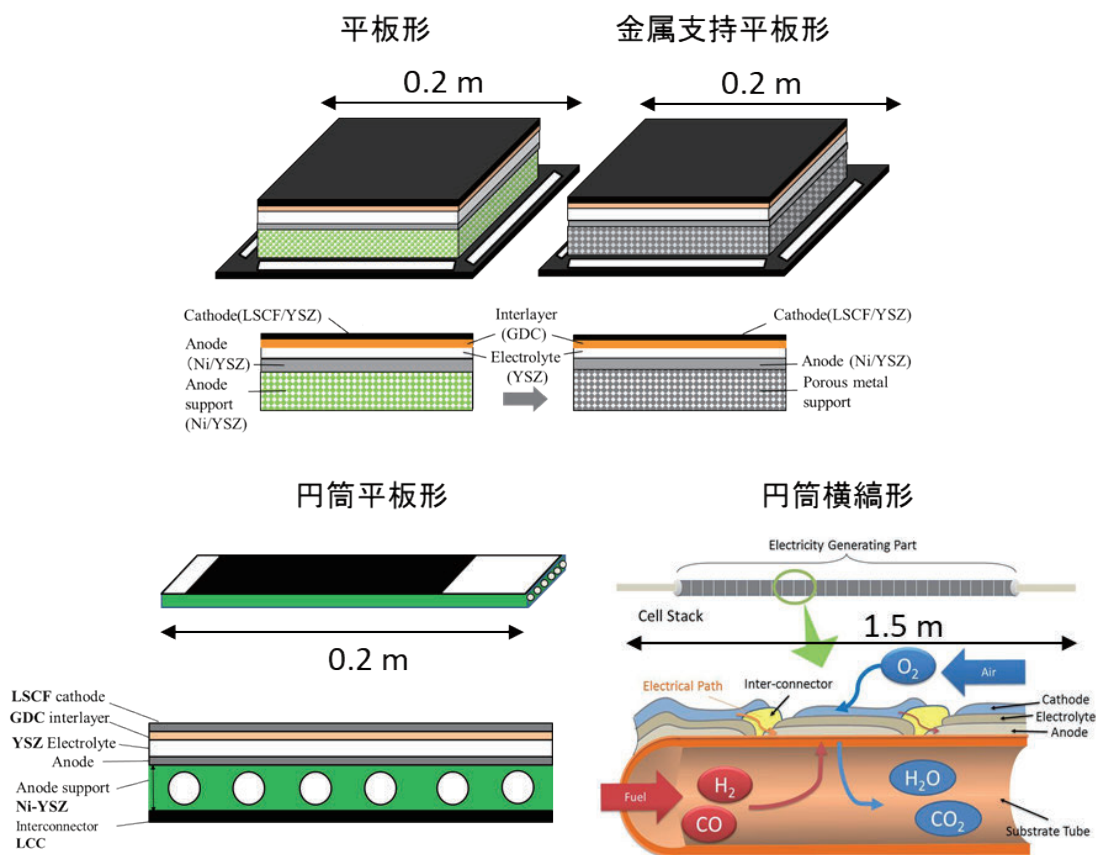 平板形
金属支持平板形
0.2 m
0.2 m
Cathode(LSCF/YSZ)
Anode
(Ni/YSZ)
Anode
support
(Ni/YSZ)
Interlayer
(GDC)
Electrolyte
(YSZ)
Cathode(LSCF/YSZ)
Anode (Ni/YSZ)
Porous metal
support
円筒平板形
円筒横縞形
0.2 m
LSCF cathode
GDC interlayer
YSZ Electrolyte
Anode
Anode support
Ni-YSZ
Interconnector
LCC
Electricity Generating Part
Cell Stack
1.5 m
O2
Air
Electrical Path
Inter-connector
Cathode
Electrolyte
Anode
Fuel
H2
CO
H2O
CO2
Substrate Tube